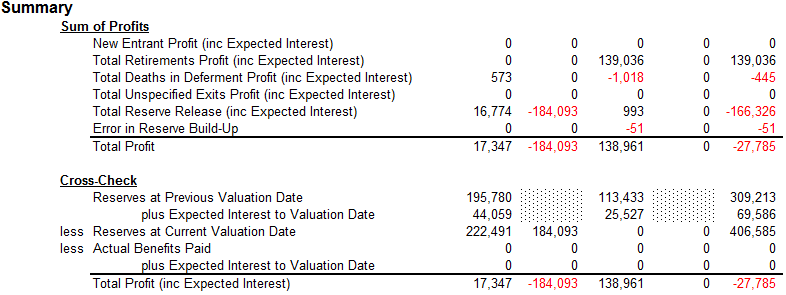 Summary
Sum of Profits
New Entrant Profit (inc Expected Interest) 0 0 0 0 0
Total Retirements Profit (inc Expected Interest) 0 0 139,036 0 139,036
Total Deaths in Deferment Profit (inc Expected Interest) 573 0 -1,018 0 -445
Total Unspecified Exits Profit (inc Expected Interest) 0 0 0 0 0
Total Reserve Release (inc Expected Interest) 16,774 -184,093 993 0 -166,326
Error in Reserve Build-Up 0 0 -51 0 -51
Total Profit 17,347 -184,093 138,961 0 -27,785
Cross-Check
Reserves at Previous Valuation Date 195,780 113,433 309,213
plus Expected Interest to Valuation Date 44,059 25,527 69,586
less Reserves at Current Valuation Date 222,491 184,093 0 0 406,585
less Actual Benefits Paid 0 0 0 0 0
plus Expected Interest to Valuation Date 0 0 0 0 0
Total Profit (inc Expected Interest) 17,347 -184,093 138,961 0 -27,785